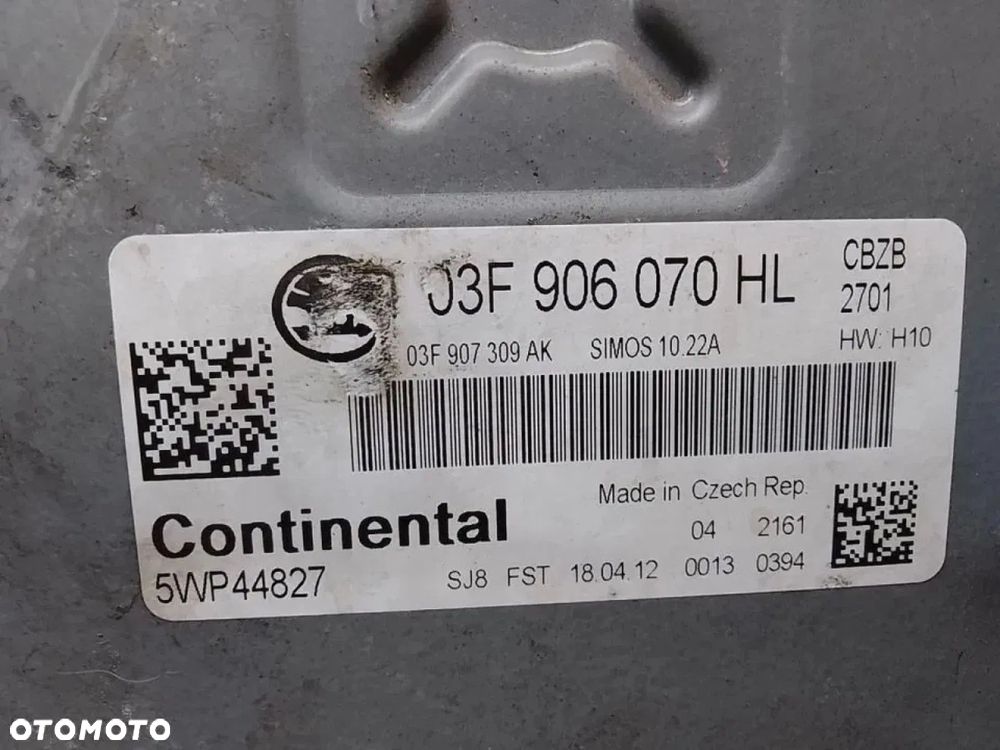 03F 906 070 HL
CBZB
2701
03F 907 309 AK SIMOS 10.22A
HW: H10
Made in Czech Rep.
Continental
04 2161
5WP44827
SJ8 FST 18.04.12 0013 0394
OTOMOTO